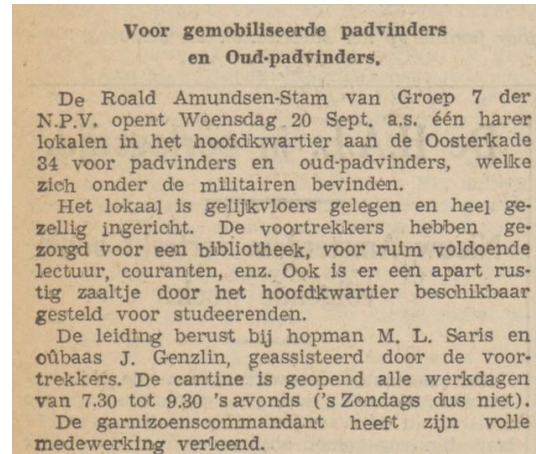 Voor gemobiliseerde padvinders
en Oud-padvinders.
De Roald Amundsen-Stam van Groep 7 der
N.P.V. opent Woensdag 20 Sept. a.s. één harer
lokalen in het hoofdkwartier aan de Oosterkade
34 voor padvinders en oud-padvinders, welke
zich onder de militairen bevinden.
Het lokaal is gelijkvloers gelegen en heel ge-
zellig ingericht. De voortrekkers hebben ge-
zorgd voor een bibliotheek, voor ruim voldoende
lectuur, couranten, enz. Ook is er een apart rus-
tig zaaltje door het hoofdkwartier beschikbaar
gesteld voor studeerenden.
De leiding berust bij hopman M. L. Saris en
oûbaas J. Genzlin, geassisteerd door de voor-
trekkers. De cantine is geopend alle werkdagen
van 7.30 tot 9.30 's avonds ('s Zondags dus niet).
De garnizoenscommandant heeft zijn volle
medewerking verleend.